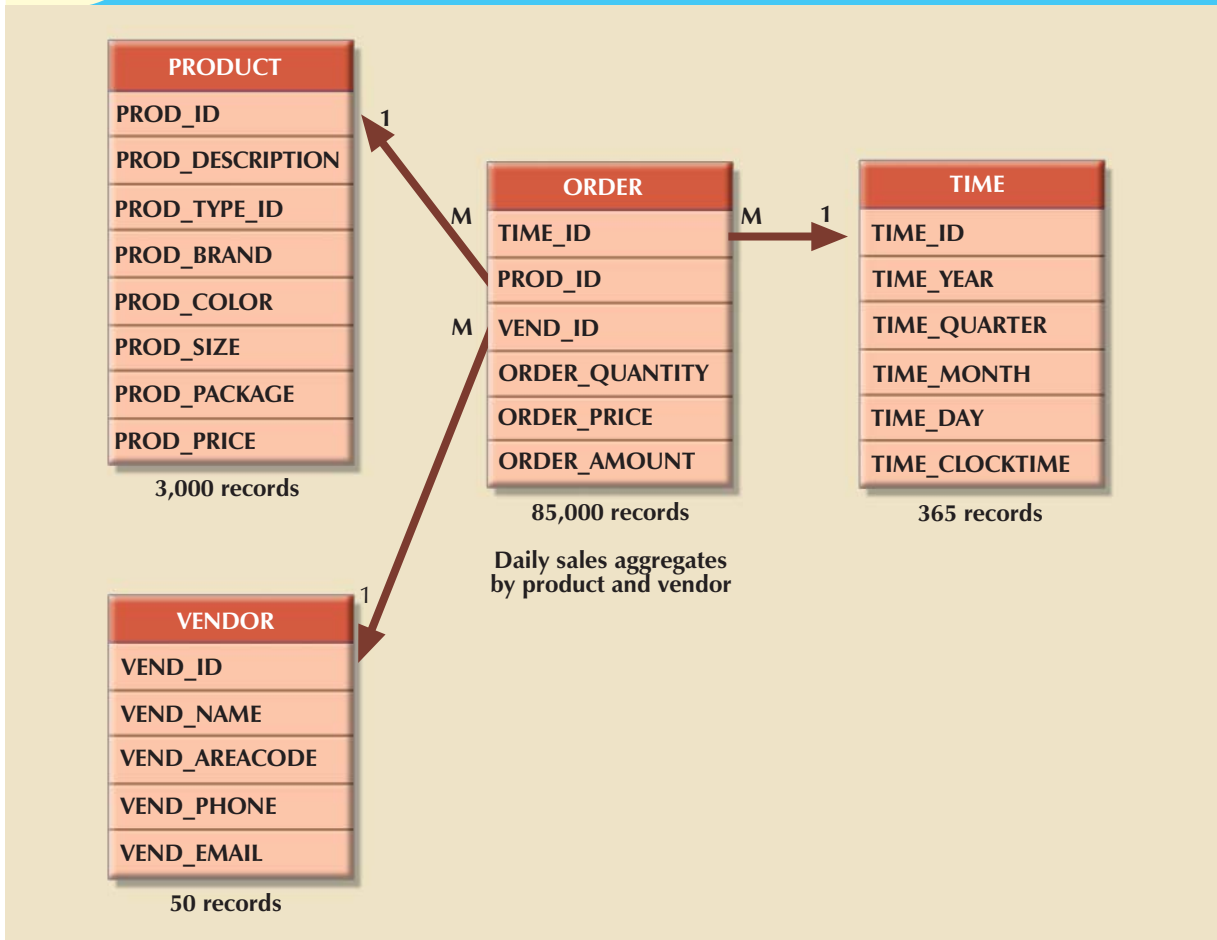 PRODUCT
PROD_ID
PROD_DESCRIPTION
PROD_TYPE_ID
PROD_BRAND
PROD_COLOR
PROD_SIZE
PROD_PACKAGE
PROD_PRICE
3,000 records
1
M
ORDER
TIME_ID
PROD_ID
VEND_ID
ORDER_QUANTITY
ORDER_PRICE
ORDER_AMOUNT
85,000 records
Daily sales aggregates
by product and vendor
M
1
TIME
TIME_ID
TIME_YEAR
TIME_QUARTER
TIME_MONTH
TIME_DAY
TIME_CLOCKTIME
365 records
M
1
VENDOR
VEND_ID
VEND_NAME
VEND_AREACODE
VEND_PHONE
VEND_EMAIL
50 records